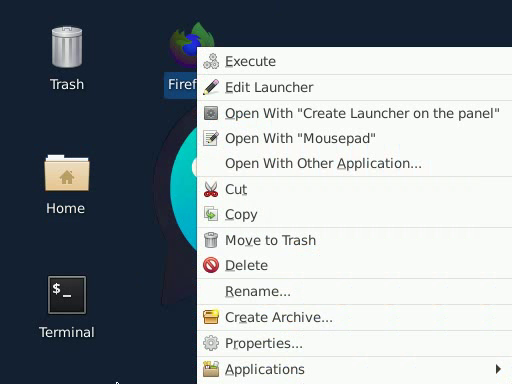 Trash
Firef
Execute
Edit Launcher
Open With "Create Launcher on the panel"
Open With "Mousepad"
Open With Other Application...
Cut
Copy
Move to Trash
Delete
Rename...
Create Archive...
Properties...
Applications
Home
$_
Terminal